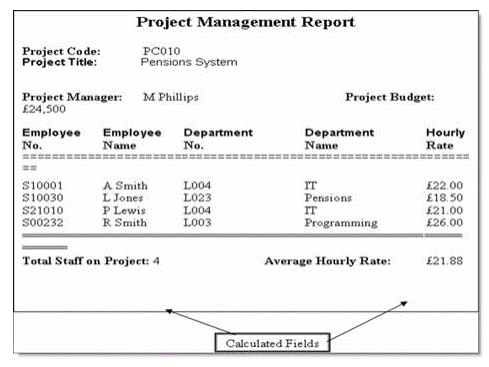 Project Management Report
Project Code: PC010
Project Title: Pensions System
Project Manager: M Phillips Project Budget:
£24,500
Employee Employee Department Department Hourly
No. Name No. Name Rate
================================================================
==
S10001 A Smith L004 IT £22.00
S10030 L Jones L023 Pensions £18.50
S21010 P Lewis L004 IT £21.00
S00232 R Smith L003 Programming £26.00
Total Staff on Project: 4 Average Hourly Rate: £21.88
Calculated Fields